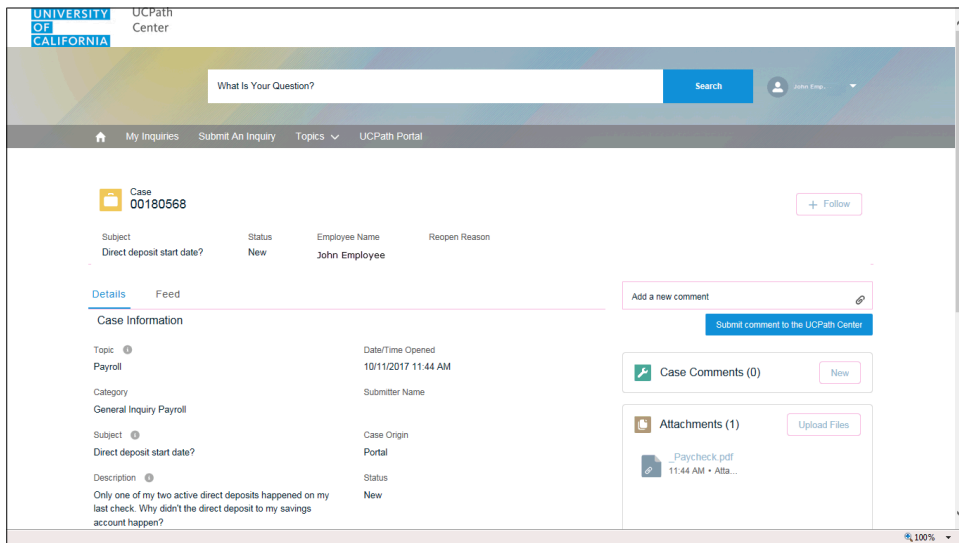 UNIVERSITY
OF
CALIFORNIA
UCPath
Center
What Is Your Question?
Search
John Emp..
My Inquiries Submit An Inquiry Topics UCPath Portal
Case
00180568
+ Follow
Subject Status Employee Name Reopen Reason
Direct deposit start date? New John Employee
Details Feed
Add a new comment
Submit comment to the UCPath Center
Case Information
Topic Date/Time Opened
Payroll 10/11/2017 11:44 AM
Category Submitter Name
General Inquiry Payroll
Subject Case Origin
Direct deposit start date? Portal
Description Status
Only one of my two active direct deposits happened on my New
last check. Why didn't the direct deposit to my savings
account happen?
Case Comments (0) New
Attachments (1) Upload Files
_Paycheck.pdf
11:44 AM • Atta...
100%